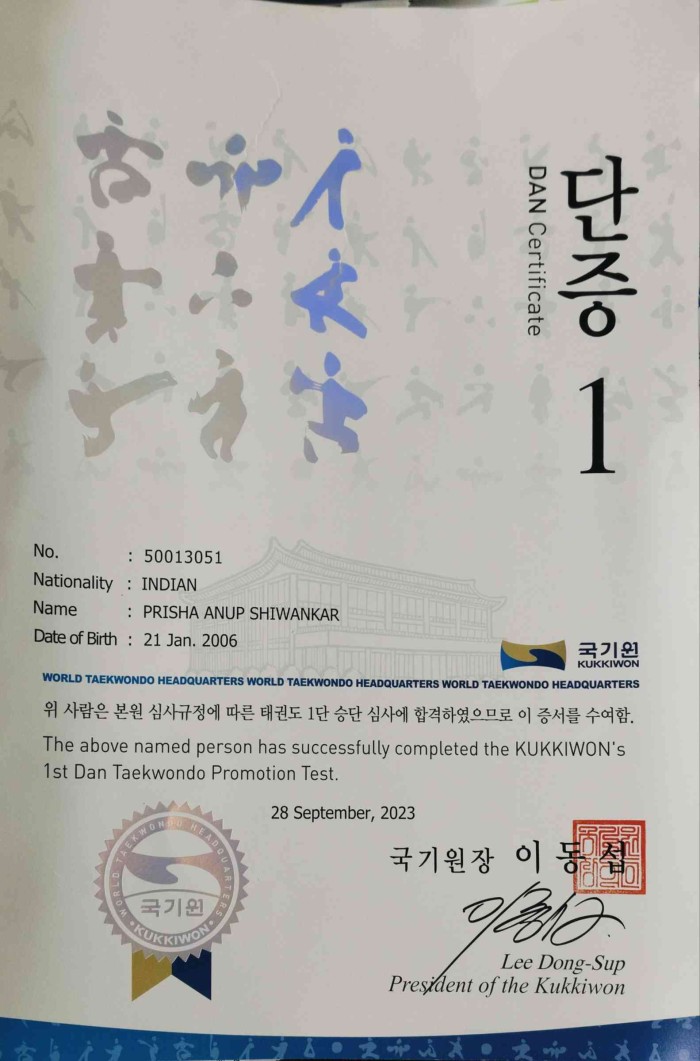 단증 1
DAN Certificate
No. : 50013051
Nationality : INDIAN
Name : PRISHA ANUP SHIWANKAR
Date of Birth : 21 Jan. 2006
국기원
KUKKIWON
WORLD TAEKWONDO HEADQUARTERS WORLD TAEKWONDO HEADQUARTERS WORLD TAEKWONDO HEADQUARTERS
위 사람은 본원 심사규정에 따른 태권도 1단 승단 심사에 합격하였으므로 이 증서를 수여함.
The above named person has successfully completed the KUKKIWON's
1st Dan Taekwondo Promotion Test.
28 September, 2023
국기원장 이동섭
WORLD TAEKWONDO HEADQUARTERS
국기원
KUKKIWON
Lee Dong-Sup
President of the Kukkiwon